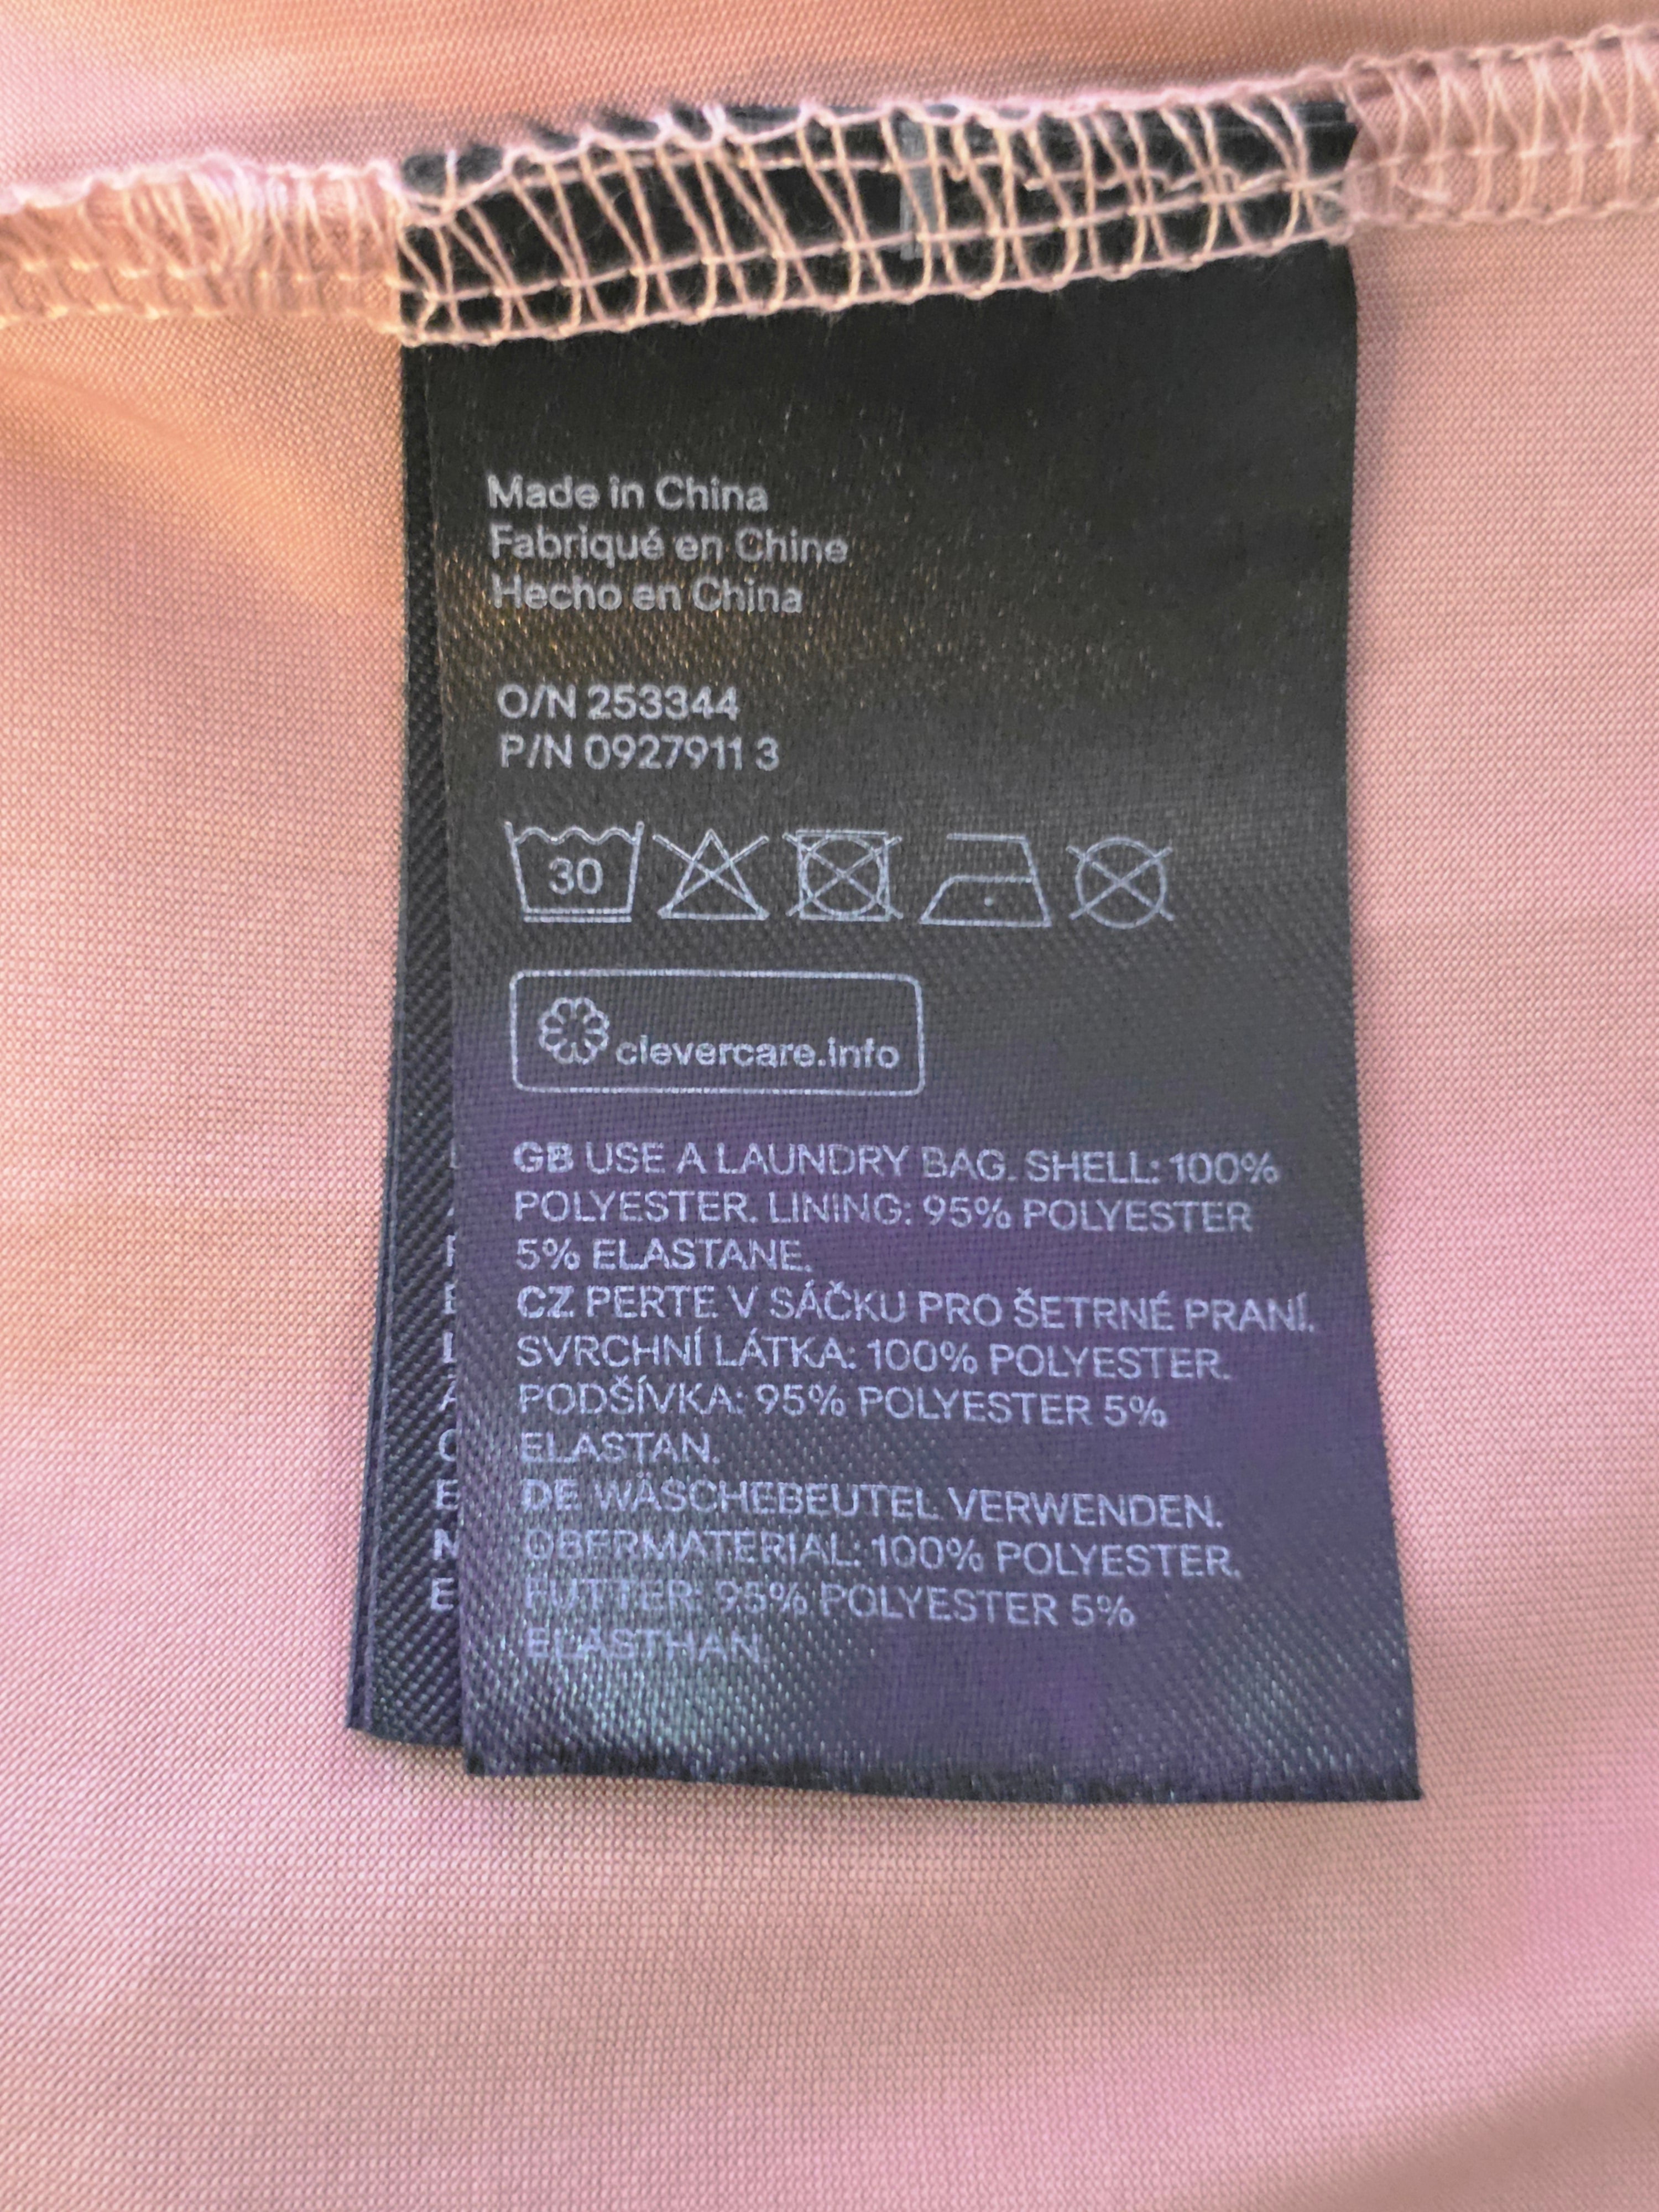 Made in China
Fabriqué en Chine
Hecho en China
O/N 253344
P/N 0927911 3
30
clevercare.info
GB USE A LAUNDRY BAG. SHELL: 100%
POLYESTER. LINING: 95% POLYESTER
5% ELASTANE.
CZ PERTE V SÁČKU PRO ŠETRNÉ PRANÍ.
SVRCHNÍ LÁTKA: 100% POLYESTER.
PODŠÍVKA: 95% POLYESTER 5%
ELASTAN.
DE WÄSCHEBEUTEL VERWENDEN.
OBERMATERIAL: 100% POLYESTER.
FUTTER: 95% POLYESTER 5%
ELASTHAN